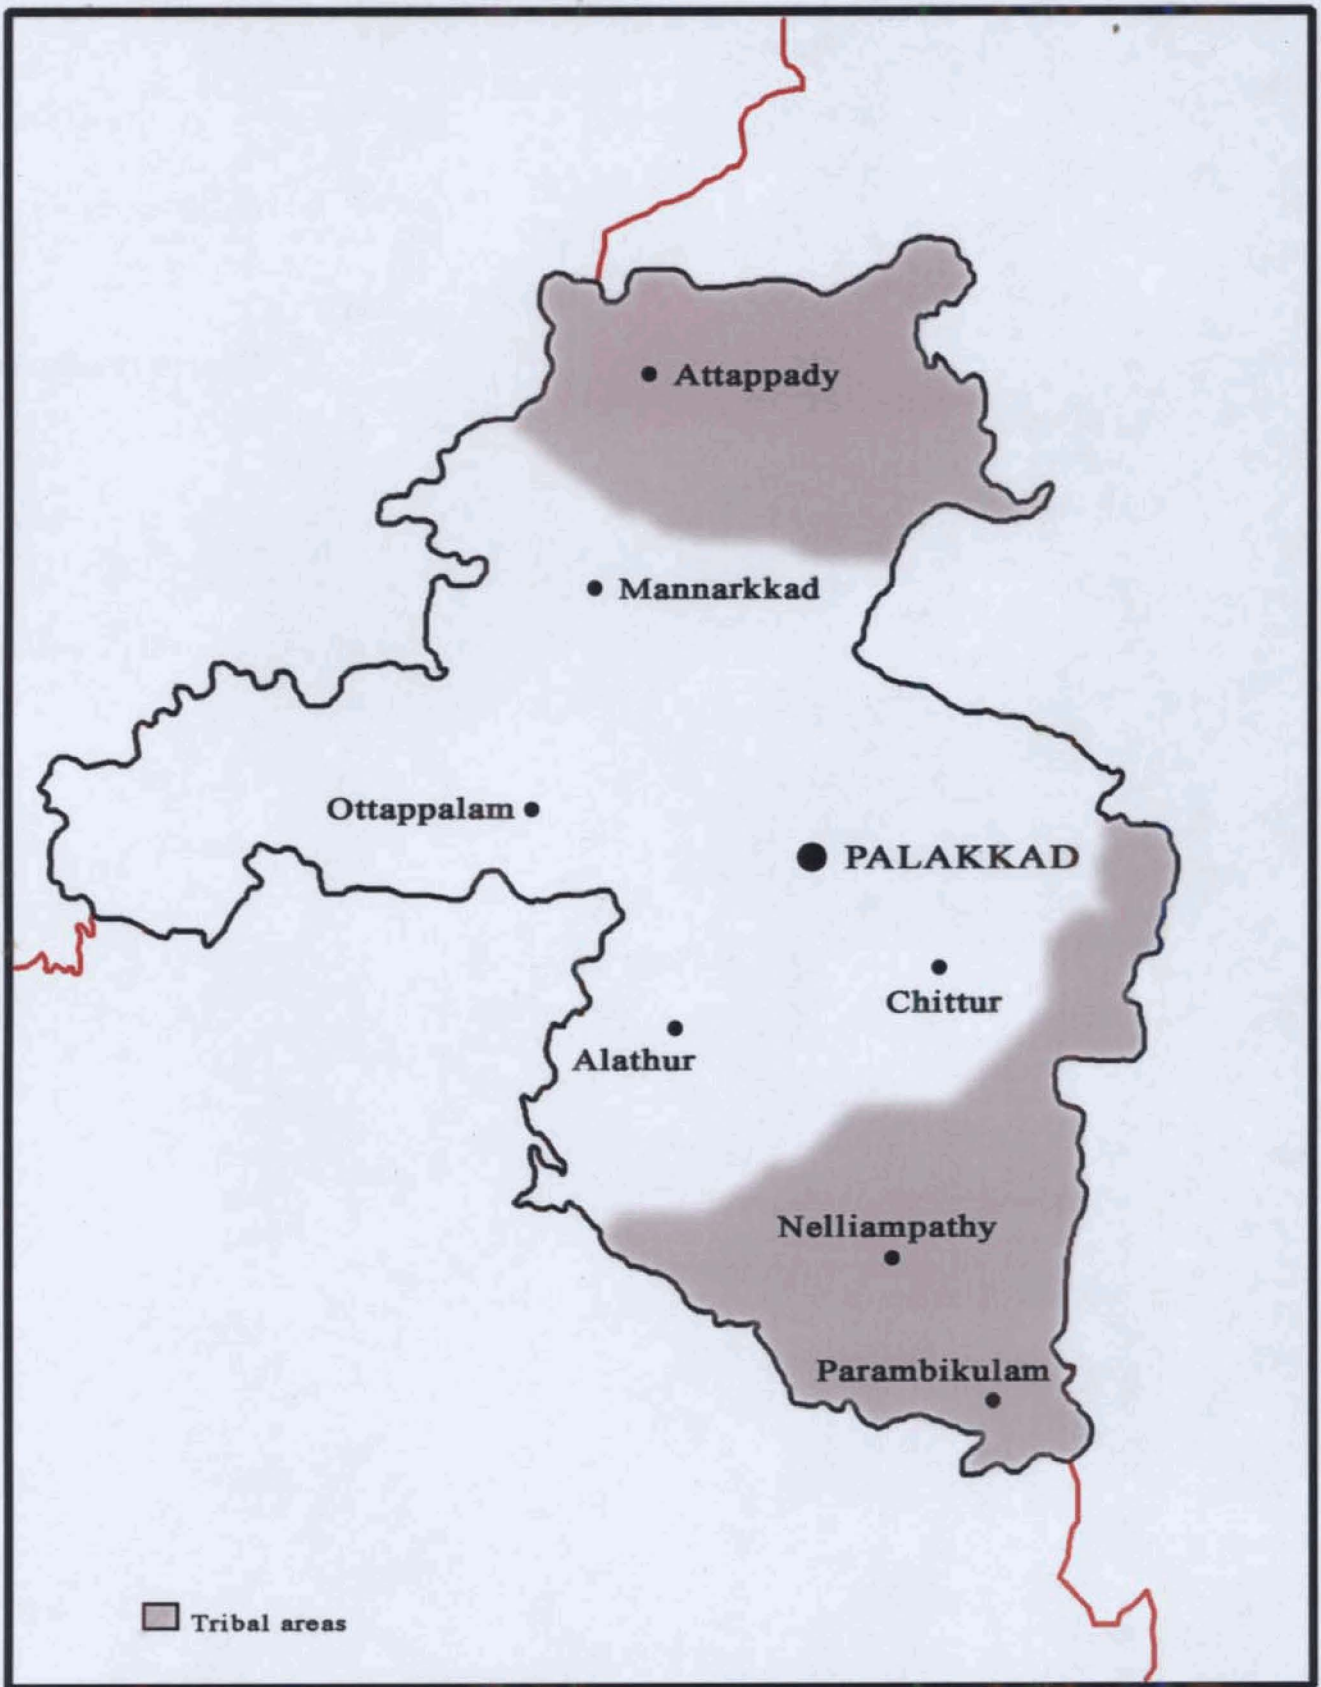 Attappady
Mannarkkad
Ottappalam
PALAKKAD
Chittur
Alathur
Nelliampathy
Parambikulam
Tribal areas